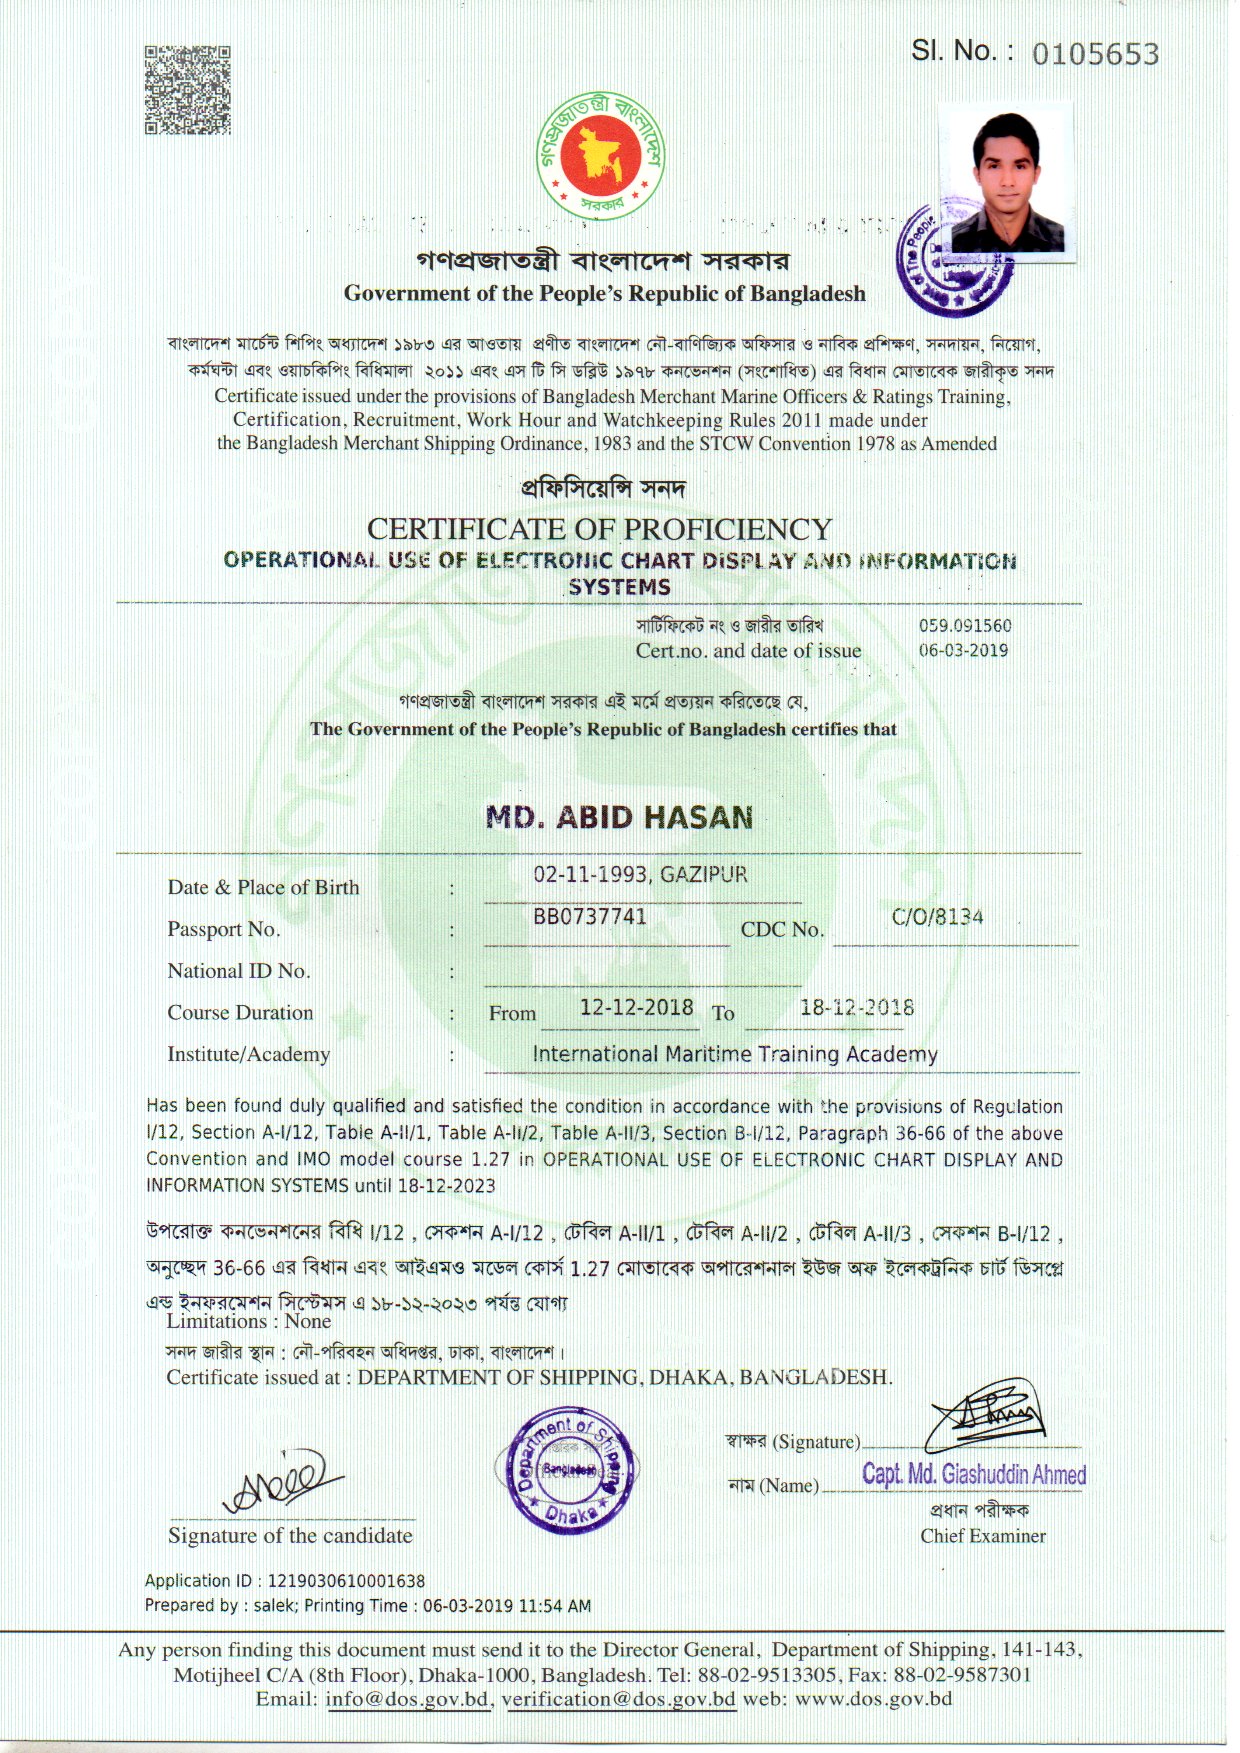 Sl. No. : 0105653
গণপ্রজাতন্ত্রী বাংলাদেশ
সরকার
গণপ্রজাতন্ত্রী বাংলাদেশ সরকার
Government of the People's Republic of Bangladesh
বাংলাদেশ মার্চেন্ট শিপিং অধ্যাদেশ ১৯৮৩ এর আওতায় প্রণীত বাংলাদেশ নৌ-বাণিজ্যিক অফিসার ও নাবিক প্রশিক্ষণ, সনদায়ন, নিয়োগ,
কর্মঘন্টা এবং ওয়াচকিপিং বিধিমালা ২০১১ এবং এস টি সি ডব্লিউ ১৯৭৮ কনভেনশন (সংশোধিত) এর বিধান মোতাবেক জারীকৃত সনদ
Certificate issued under the provisions of Bangladesh Merchant Marine Officers & Ratings Training,
Certification, Recruitment, Work Hour and Watchkeeping Rules 2011 made under
the Bangladesh Merchant Shipping Ordinance, 1983 and the STCW Convention 1978 as Amended
প্রফিসিয়েন্সি সনদ
CERTIFICATE OF PROFICIENCY
OPERATIONAL USE OF ELECTRONIC CHART DISPLAY AND INFORMATION
SYSTEMS
সার্টিফিকেট নং ও জারীর তারিখ 059.091560
Cert.no. and date of issue 06-03-2019
গণপ্রজাতন্ত্রী বাংলাদেশ সরকার এই মর্মে প্রত্যয়ন করিতেছে যে,
The Government of the People's Republic of Bangladesh certifies that
MD. ABID HASAN
Date & Place of Birth : 02-11-1993, GAZIPUR
Passport No. : BB0737741 CDC No. C/O/8134
National ID No. :
Course Duration : From 12-12-2018 To 18-12-2018
Institute/Academy : International Maritime Training Academy
Has been found duly qualified and satisfied the condition in accordance with the provisions of Regulation
I/12, Section A-I/12, Table A-II/1, Table A-II/2, Table A-II/3, Section B-I/12, Paragraph 36-66 of the above
Convention and IMO model course 1.27 in OPERATIONAL USE OF ELECTRONIC CHART DISPLAY AND
INFORMATION SYSTEMS until 18-12-2023
উপরোক্ত কনভেনশনের বিধি I/12 , সেকশন A-I/12 , টেবিল A-II/1 , টেবিল A-II/2 , টেবিল A-II/3 , সেকশন B-I/12 ,
অনুচ্ছেদ 36-66 এর বিধান এবং আইএমও মডেল কোর্স 1.27 মোতাবেক অপারেশনাল ইউজ অফ ইলেকট্রনিক চার্ট ডিসপ্লে
এন্ড ইনফরমেশন সিস্টেমস এ ১৮-১২-২০২৩ পর্যন্ত যোগ্য
Limitations : None
সনদ জারীর স্থান : নৌ-পরিবহন অধিদপ্তর, ঢাকা, বাংলাদেশ।
Certificate issued at : DEPARTMENT OF SHIPPING, DHAKA, BANGLADESH.
Department of Shipping
Bangladesh
Dhaka
স্বাক্ষর (Signature)
নাম (Name) Capt. Md. Giashuddin Ahmed
প্রধান পরীক্ষক
Signature of the candidate Chief Examiner
Application ID : 1219030610001638
Prepared by : salek; Printing Time : 06-03-2019 11:54 AM
Any person finding this document must send it to the Director General, Department of Shipping, 141-143,
Motijheel C/A (8th Floor), Dhaka-1000, Bangladesh. Tel: 88-02-9513305, Fax: 88-02-9587301
Email: info@dos.gov.bd, verification@dos.gov.bd web: www.dos.gov.bd